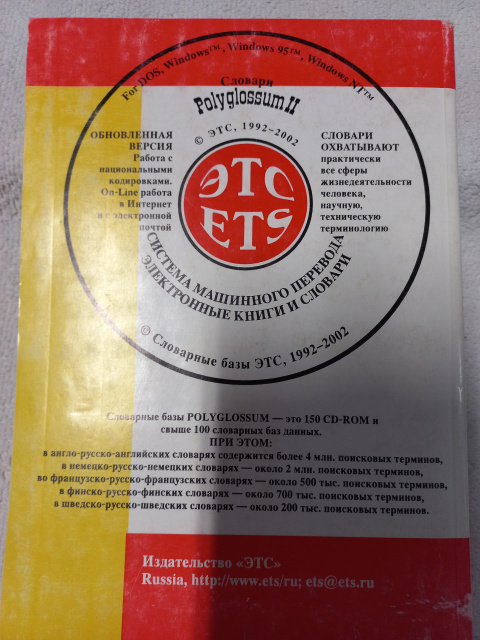 For DOS, Windows™, Windows 95™, Windows NT™
Словари
Polyglossum II
© ЭТС, 1992–2002
ОБНОВЛЕННАЯ
ВЕРСИЯ
Работа с
национальными
кодировками.
On-Line работа
в Интернет
и с электронной
почтой
ЭТС
ETS
СЛОВАРИ
ОХВАТЫВАЮТ
практически
все сферы
жизнедеятельности
человека,
научную,
техническую
терминологию
СИСТЕМА МАШИННОГО ПЕРЕВОДА
ЭЛЕКТРОННЫЕ КНИГИ И СЛОВАРИ
© Словарные базы ЭТС, 1992–2002
Словарные базы POLYGLOSSUM — это 150 CD-ROM и
свыше 100 словарных баз данных.
ПРИ ЭТОМ:
в англо-русско-английских словарях содержится более 4 млн. поисковых терминов,
в немецко-русско-немецких словарях — около 2 млн. поисковых терминов,
во французско-русско-французских словарях — около 500 тыс. поисковых терминов,
в финско-русско-финских словарях — около 700 тыс. поисковых терминов,
в шведско-русско-шведских словарях — около 200 тыс. поисковых терминов.
Издательство «ЭТС»
Russia, http://www.ets/ru; ets@ets.ru